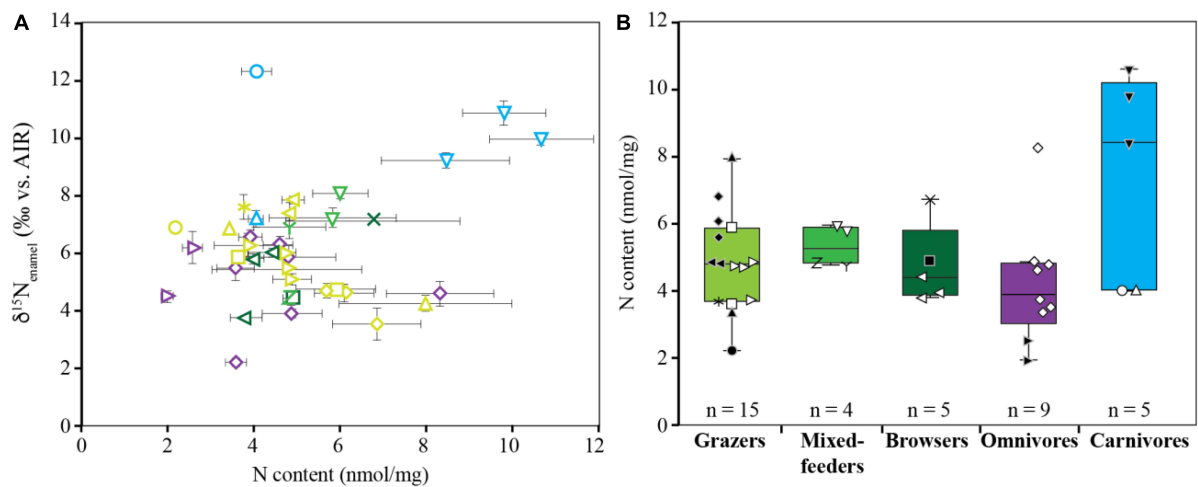 A
14
12
10
8
6
4
2
0
δ¹⁵Nenamel (‰ vs. AIR)
0 2 4 6 8 10 12
N content (nmol/mg)
B
12
10
8
6
4
2
0
N content (nmol/mg)
n = 15 n = 4 n = 5 n = 9 n = 5
Grazers Mixed- Browsers Omnivores Carnivores
feeders